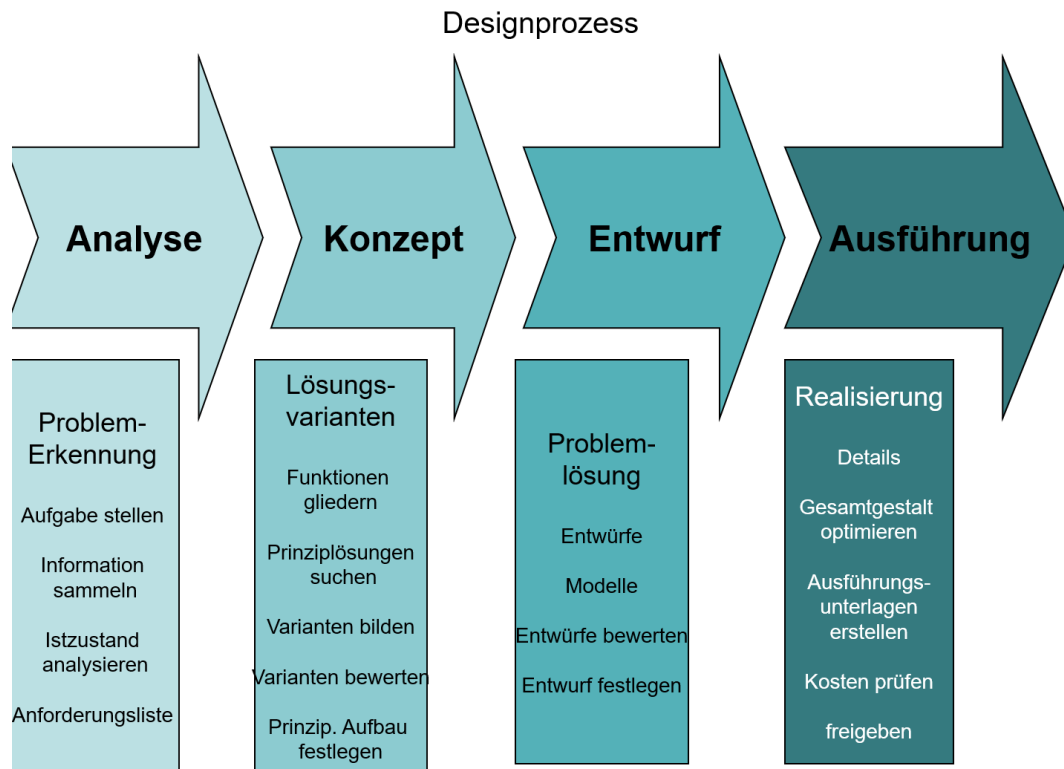 Designprozess
Analyse
Konzept
Entwurf
Ausführung
Problem-
Erkennung
Aufgabe stellen
Information
sammeln
Istzustand
analysieren
Anforderungsliste
Lösungs-
varianten
Funktionen
gliedern
Prinziplösungen
suchen
Varianten bilden
Varianten bewerten
Prinzip. Aufbau
festlegen
Problem-
lösung
Entwürfe
Modelle
Entwürfe bewerten
Entwurf festlegen
Realisierung
Details
Gesamtgestalt
optimieren
Ausführungs-
unterlagen
erstellen
Kosten prüfen
freigeben